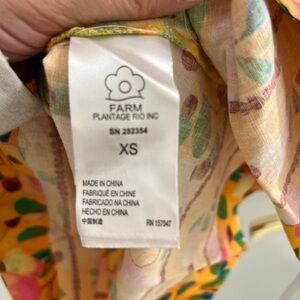 FARM
PLANTAGE RIO INC
SN 282354
XS
MADE IN CHINA
FABRIQUÉ EN CHINE
FABRICADO NA CHINA
HECHO EN CHINA
中国制造
RN 157047